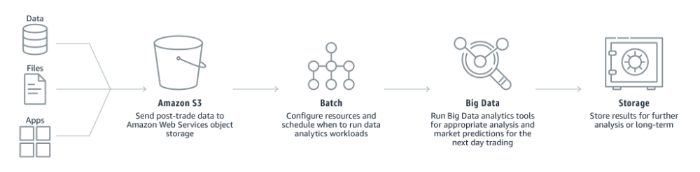 Data
Files
Apps
Amazon S3
Send post-trade data to
Amazon Web Services object
storage
Batch
Configure resources and
schedule when to run data
analytics workloads
Big Data
Run Big Data analytics tools
for appropriate analysis and
market predictions for the
next day trading
Storage
Store results for further
analysis or long-term